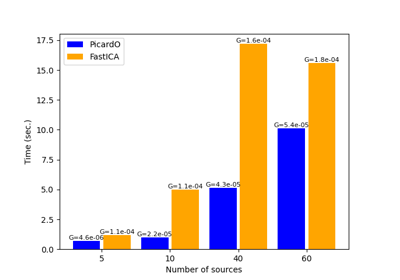 PicardO
FastICA
17.5
15.0
12.5
10.0
7.5
5.0
2.5
0.0
Time (sec.)
G=4.6e-06
G=1.1e-04
G=2.2e-05
G=1.1e-04
G=4.3e-05
G=1.6e-04
G=5.4e-05
G=1.8e-04
5
10
40
60
Number of sources